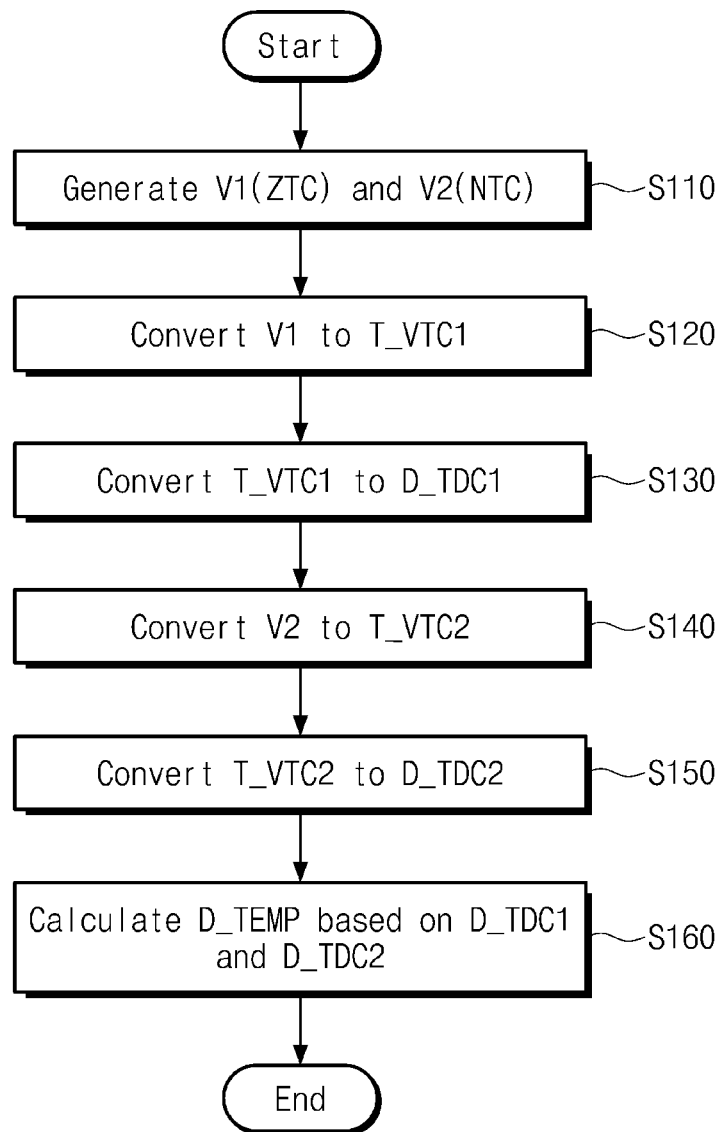 Start
Generate V1(ZTC) and V2(NTC)
S110
Convert V1 to T_VTC1
S120
Convert T_VTC1 to D_TDC1
S130
Convert V2 to T_VTC2
S140
Convert T_VTC2 to D_TDC2
S150
Calculate D_TEMP based on D_TDC1
and D_TDC2
S160
End